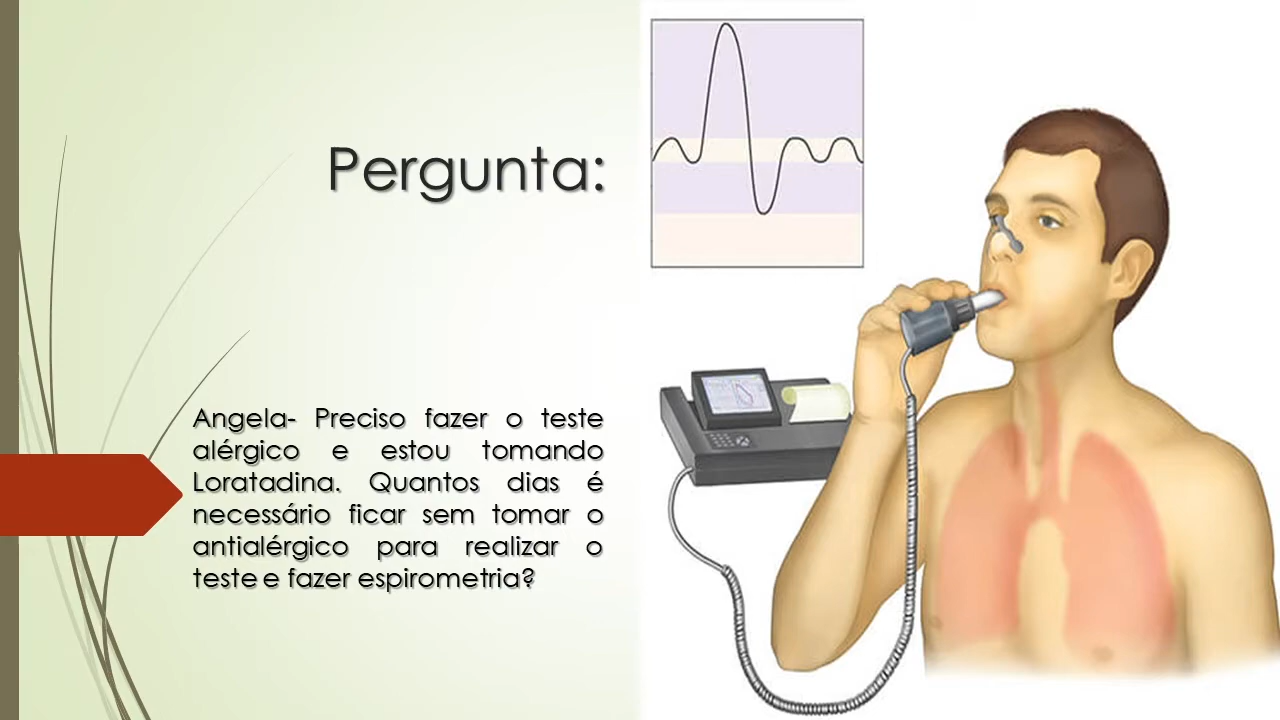 Pergunta:
Angela- Preciso fazer o teste
alérgico e estou tomando
Loratadina. Quantos dias é
necessário ficar sem tomar o
antialérgico para realizar o
teste e fazer espirometria?